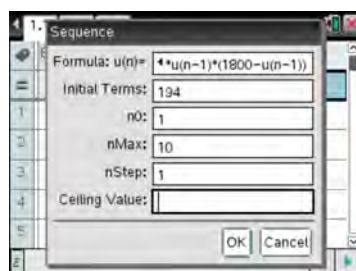 1.
Sequence
Formula: u(n)= *u(n−1)*(1800−u(n−1))
Initial Terms: 194
n0: 1
nMax: 10
nStep: 1
Ceiling Value:
OK Cancel
1
2
3
4
5